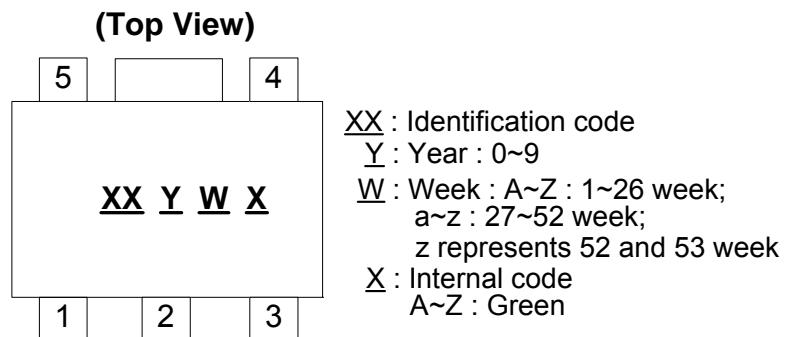 (Top View)
5 4
XX Y W X
1 2 3
XX : Identification code
Y : Year : 0~9
W : Week : A~Z : 1~26 week;
a~z : 27~52 week;
z represents 52 and 53 week
X : Internal code
A~Z : Green